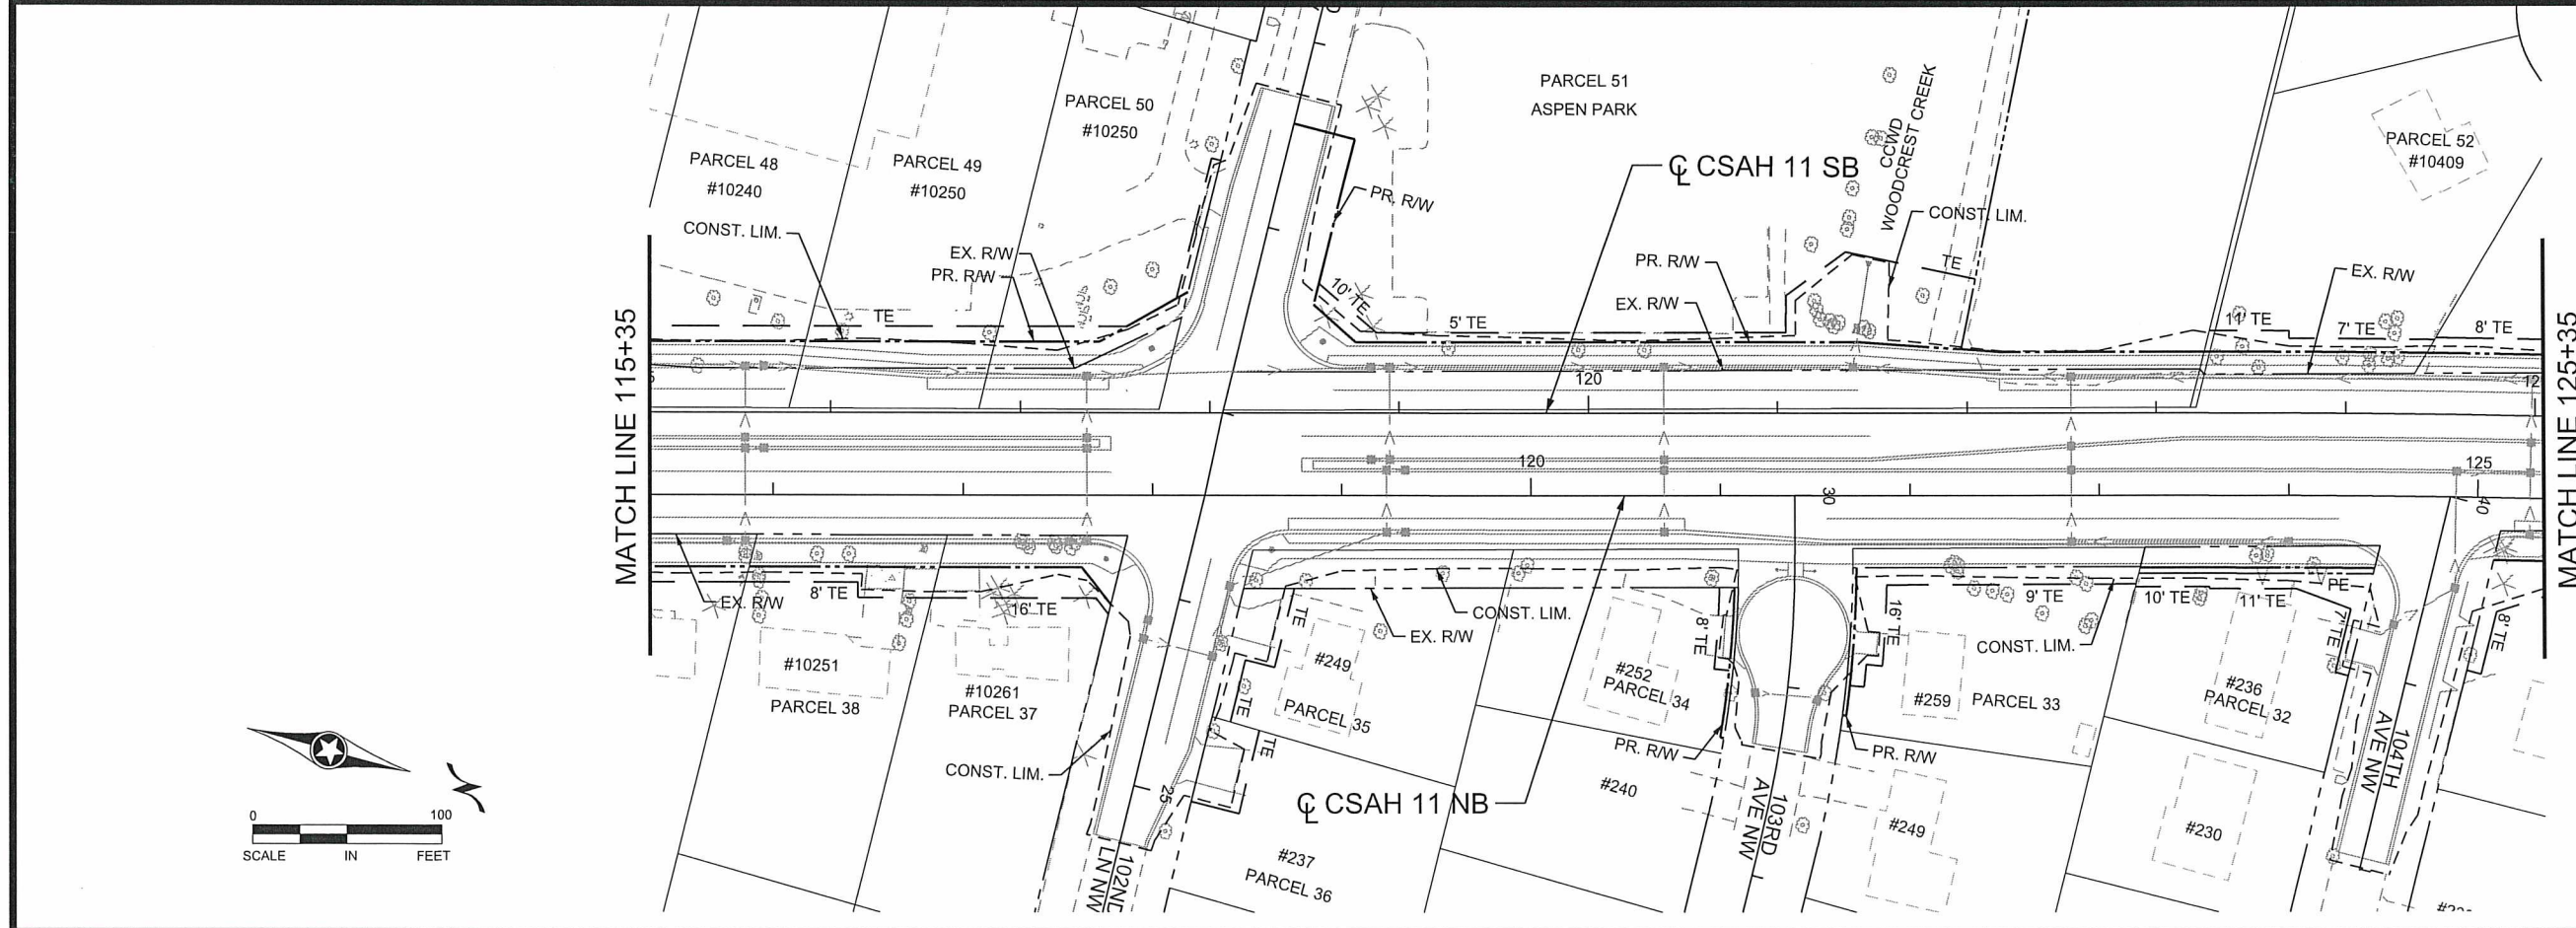 PARCEL 48
#10240
PARCEL 49
#10250
PARCEL 50
#10250
PARCEL 51
ASPEN PARK
CCWD
WOODCREST CREEK
PARCEL 52
#10409
℄ CSAH 11 SB
CONST. LIM.
EX. R/W
PR. R/W
PR. R/W
PR. R/W
EX. R/W
CONST. LIM.
EX. R/W
TE
10' TE
5' TE
TE
11' TE
7' TE
8' TE
MATCH LINE 115+35
MATCH LINE 125+35
120
12
120
125
30
40
EX. R/W
8' TE
16' TE
TE
EX. R/W
CONST. LIM.
8' TE
16' TE
9' TE
10' TE
11' TE
PE
7' TE
8' TE
CONST. LIM.
#10251
PARCEL 38
#10261
PARCEL 37
#249
PARCEL 35
#252
PARCEL 34
#259
PARCEL 33
#236
PARCEL 32
TE
TE
PR. R/W
PR. R/W
CONST. LIM.
℄ CSAH 11 NB
25
#240
103RD
AVE NW
#249
#230
104TH
AVE NW
102ND
LN NW
#237
PARCEL 36
0
100
SCALE IN FEET